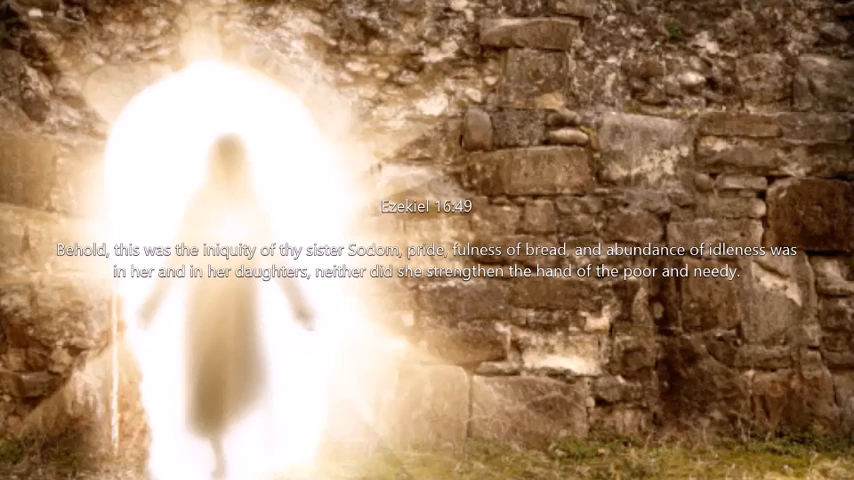 Ezekiel 16:49
Behold, this was the iniquity of thy sister Sodom, pride, fulness of bread, and abundance of idleness was
in her and in her daughters, neither did she strengthen the hand of the poor and needy.